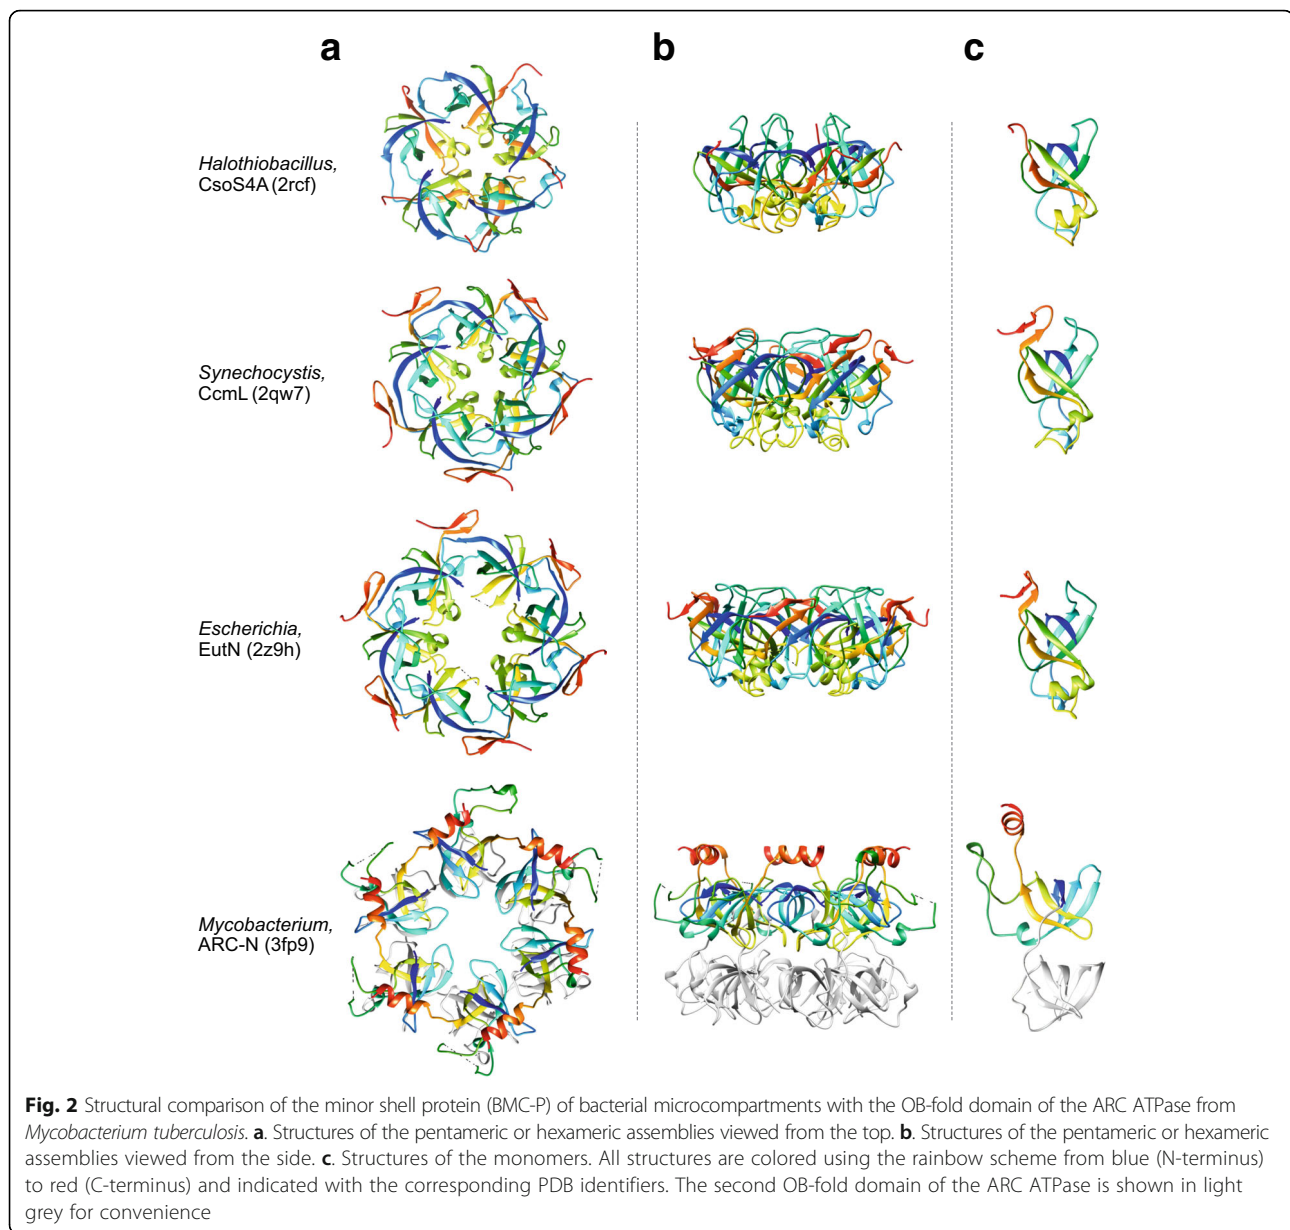 a b c
Halothiobacillus,
CsoS4A (2rcf)
Synechocystis,
CcmL (2qw7)
Escherichia,
EutN (2z9h)
Mycobacterium,
ARC-N (3fp9)
Fig. 2 Structural comparison of the minor shell protein (BMC-P) of bacterial microcompartments with the OB-fold domain of the ARC ATPase from
Mycobacterium tuberculosis. a. Structures of the pentameric or hexameric assemblies viewed from the top. b. Structures of the pentameric or hexameric
assemblies viewed from the side. c. Structures of the monomers. All structures are colored using the rainbow scheme from blue (N-terminus)
to red (C-terminus) and indicated with the corresponding PDB identifiers. The second OB-fold domain of the ARC ATPase is shown in light
grey for convenience